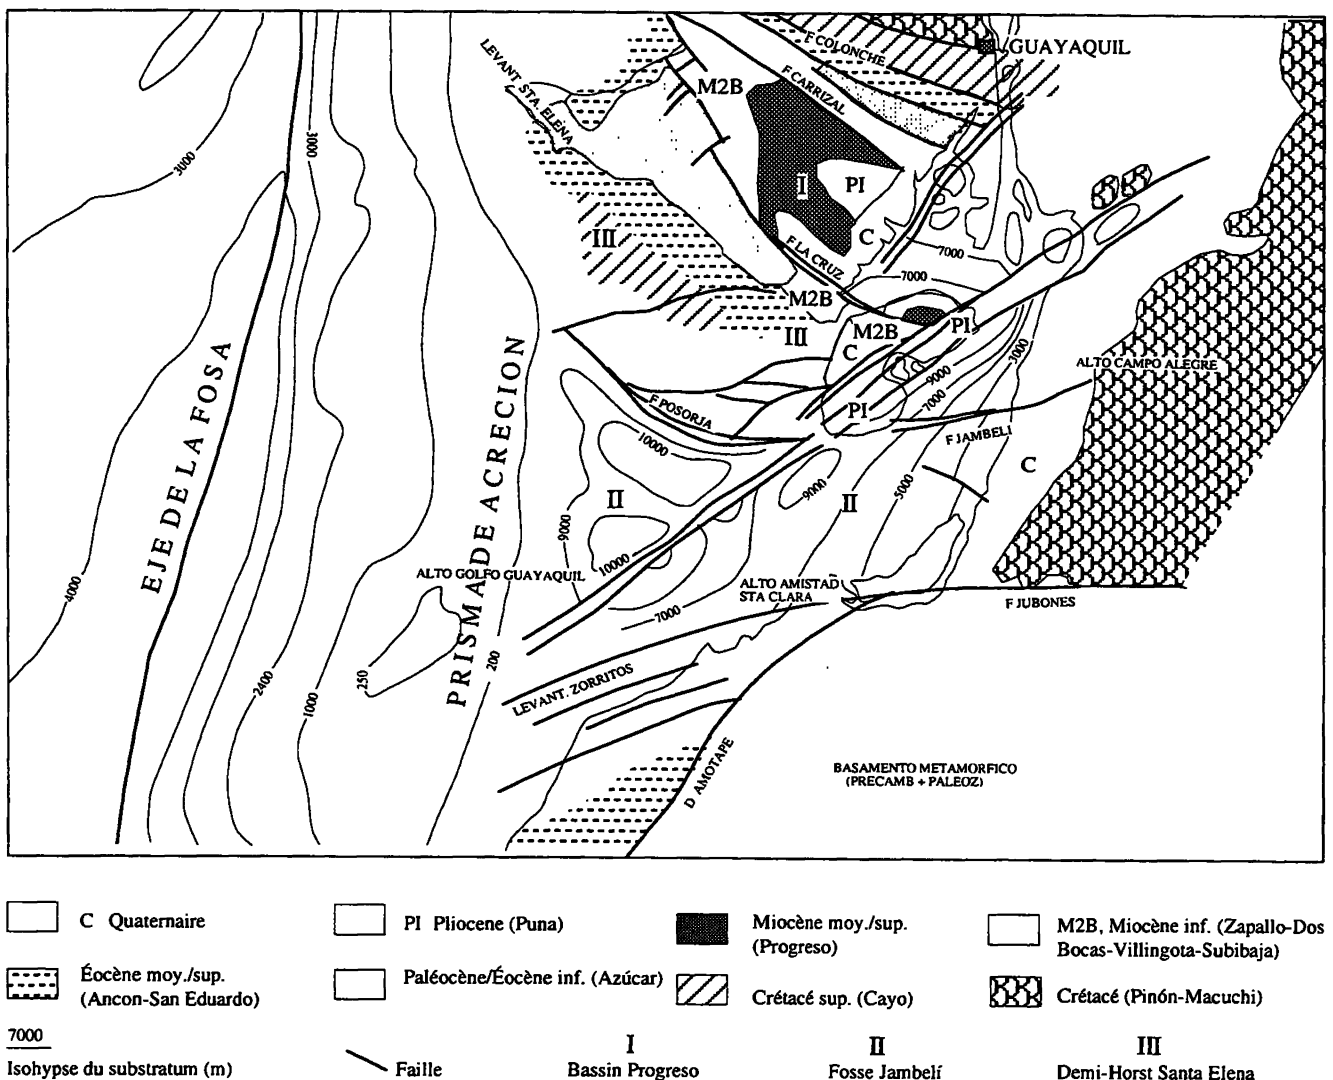 GUAYAQUIL
F COLONCHE
F CARRIZAL
LEVANT STA. ELENA
M2B
3000
3000
I
PI
C
III
7000
F LA CRUZ
7000
M2B
PI
M2B
III
C
3000
ALTO CAMPO ALEGRE
9000
7000
PI
F POSORJA
F JAMBELI
10000
C
9000
II
II
5000
9000
10000
EJE DE LA FOSA
PRISMA DE ACRECION
ALTO GOLFO GUAYAQUIL
ALTO AMISTAD
STA CLARA
F JUBONES
4000
7000
200
250
2400
1000
LEVANT. ZORRITOS
D AMOTAPE
BASAMENTO METAMORFICO
(PRECAMB + PALEOZ)
C Quaternaire
PI Pliocene (Puna)
Miocène moy./sup.
(Progreso)
M2B, Miocène inf. (Zapallo-Dos
Bocas-Villingota-Subibaja)
Éocène moy./sup.
(Ancon-San Eduardo)
Paléocène/Éocène inf. (Azúcar)
Crétacé sup. (Cayo)
Crétacé (Pinón-Macuchi)
7000
Isohypse du substratum (m)
Faille
I
Bassin Progreso
II
Fosse Jambelí
III
Demi-Horst Santa Elena